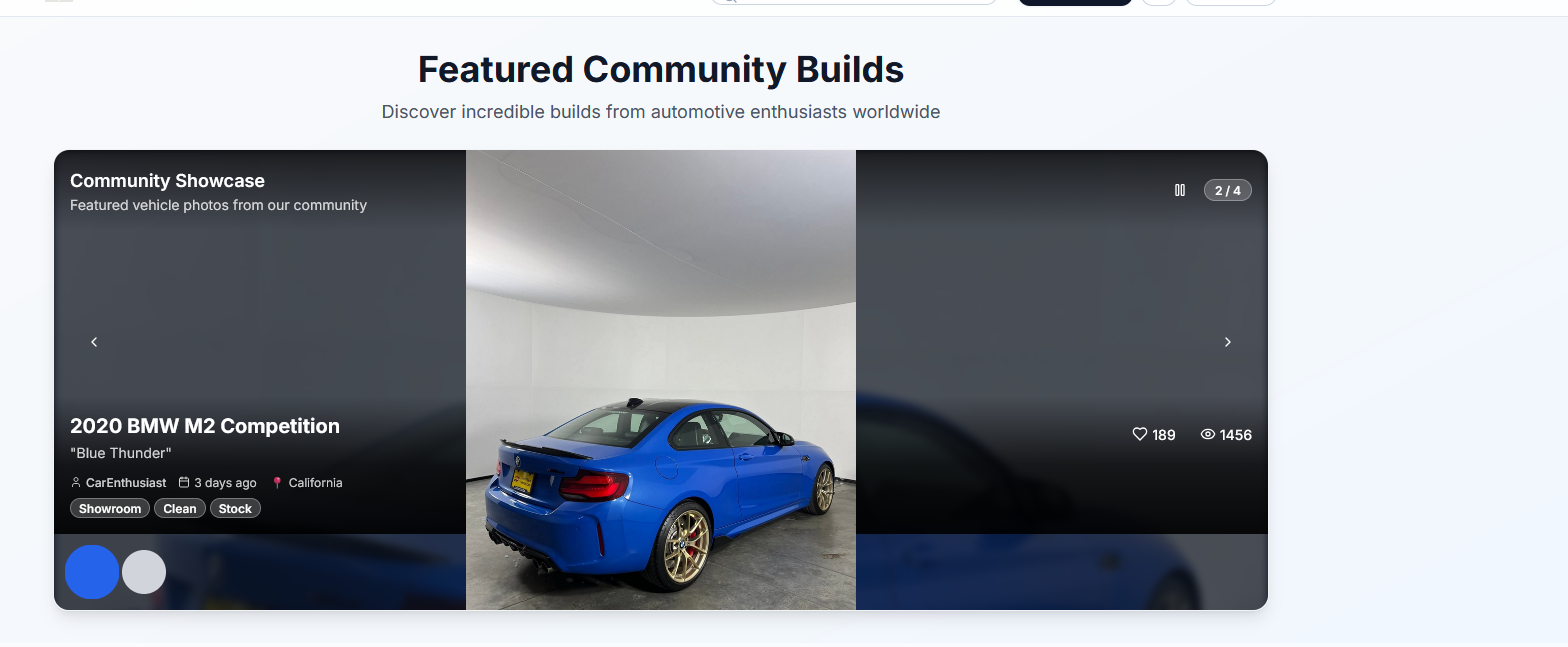 Featured Community Builds
Discover incredible builds from automotive enthusiasts worldwide
Community Showcase
Featured vehicle photos from our community
2 / 4
2020 BMW M2 Competition
"Blue Thunder"
189 1456
CarEnthusiast 3 days ago California
Showroom Clean Stock